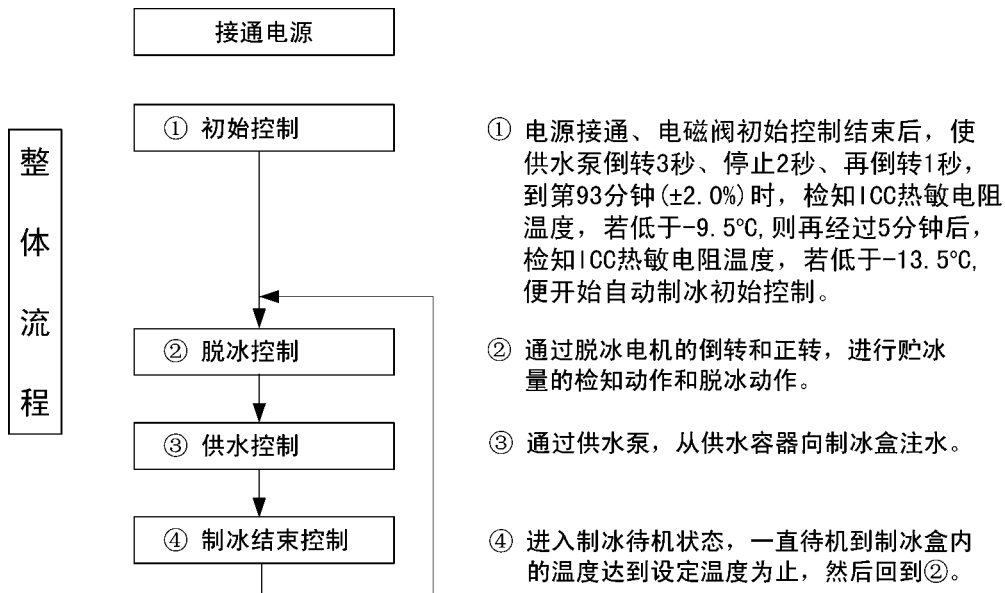 接通电源
整体流程
① 初始控制
① 电源接通、电磁阀初始控制结束后，使
供水泵倒转3秒、停止2秒、再倒转1秒，
到第93分钟(±2.0%)时，检知ICC热敏电阻
温度，若低于-9.5℃,则再经过5分钟后，
检知ICC热敏电阻温度，若低于-13.5℃,
便开始自动制冰初始控制。
② 脱冰控制
② 通过脱冰电机的倒转和正转，进行贮冰
量的检知动作和脱冰动作。
③ 供水控制
③ 通过供水泵，从供水容器向制冰盒注水。
④ 制冰结束控制
④ 进入制冰待机状态，一直待机到制冰盒内
的温度达到设定温度为止，然后回到②。